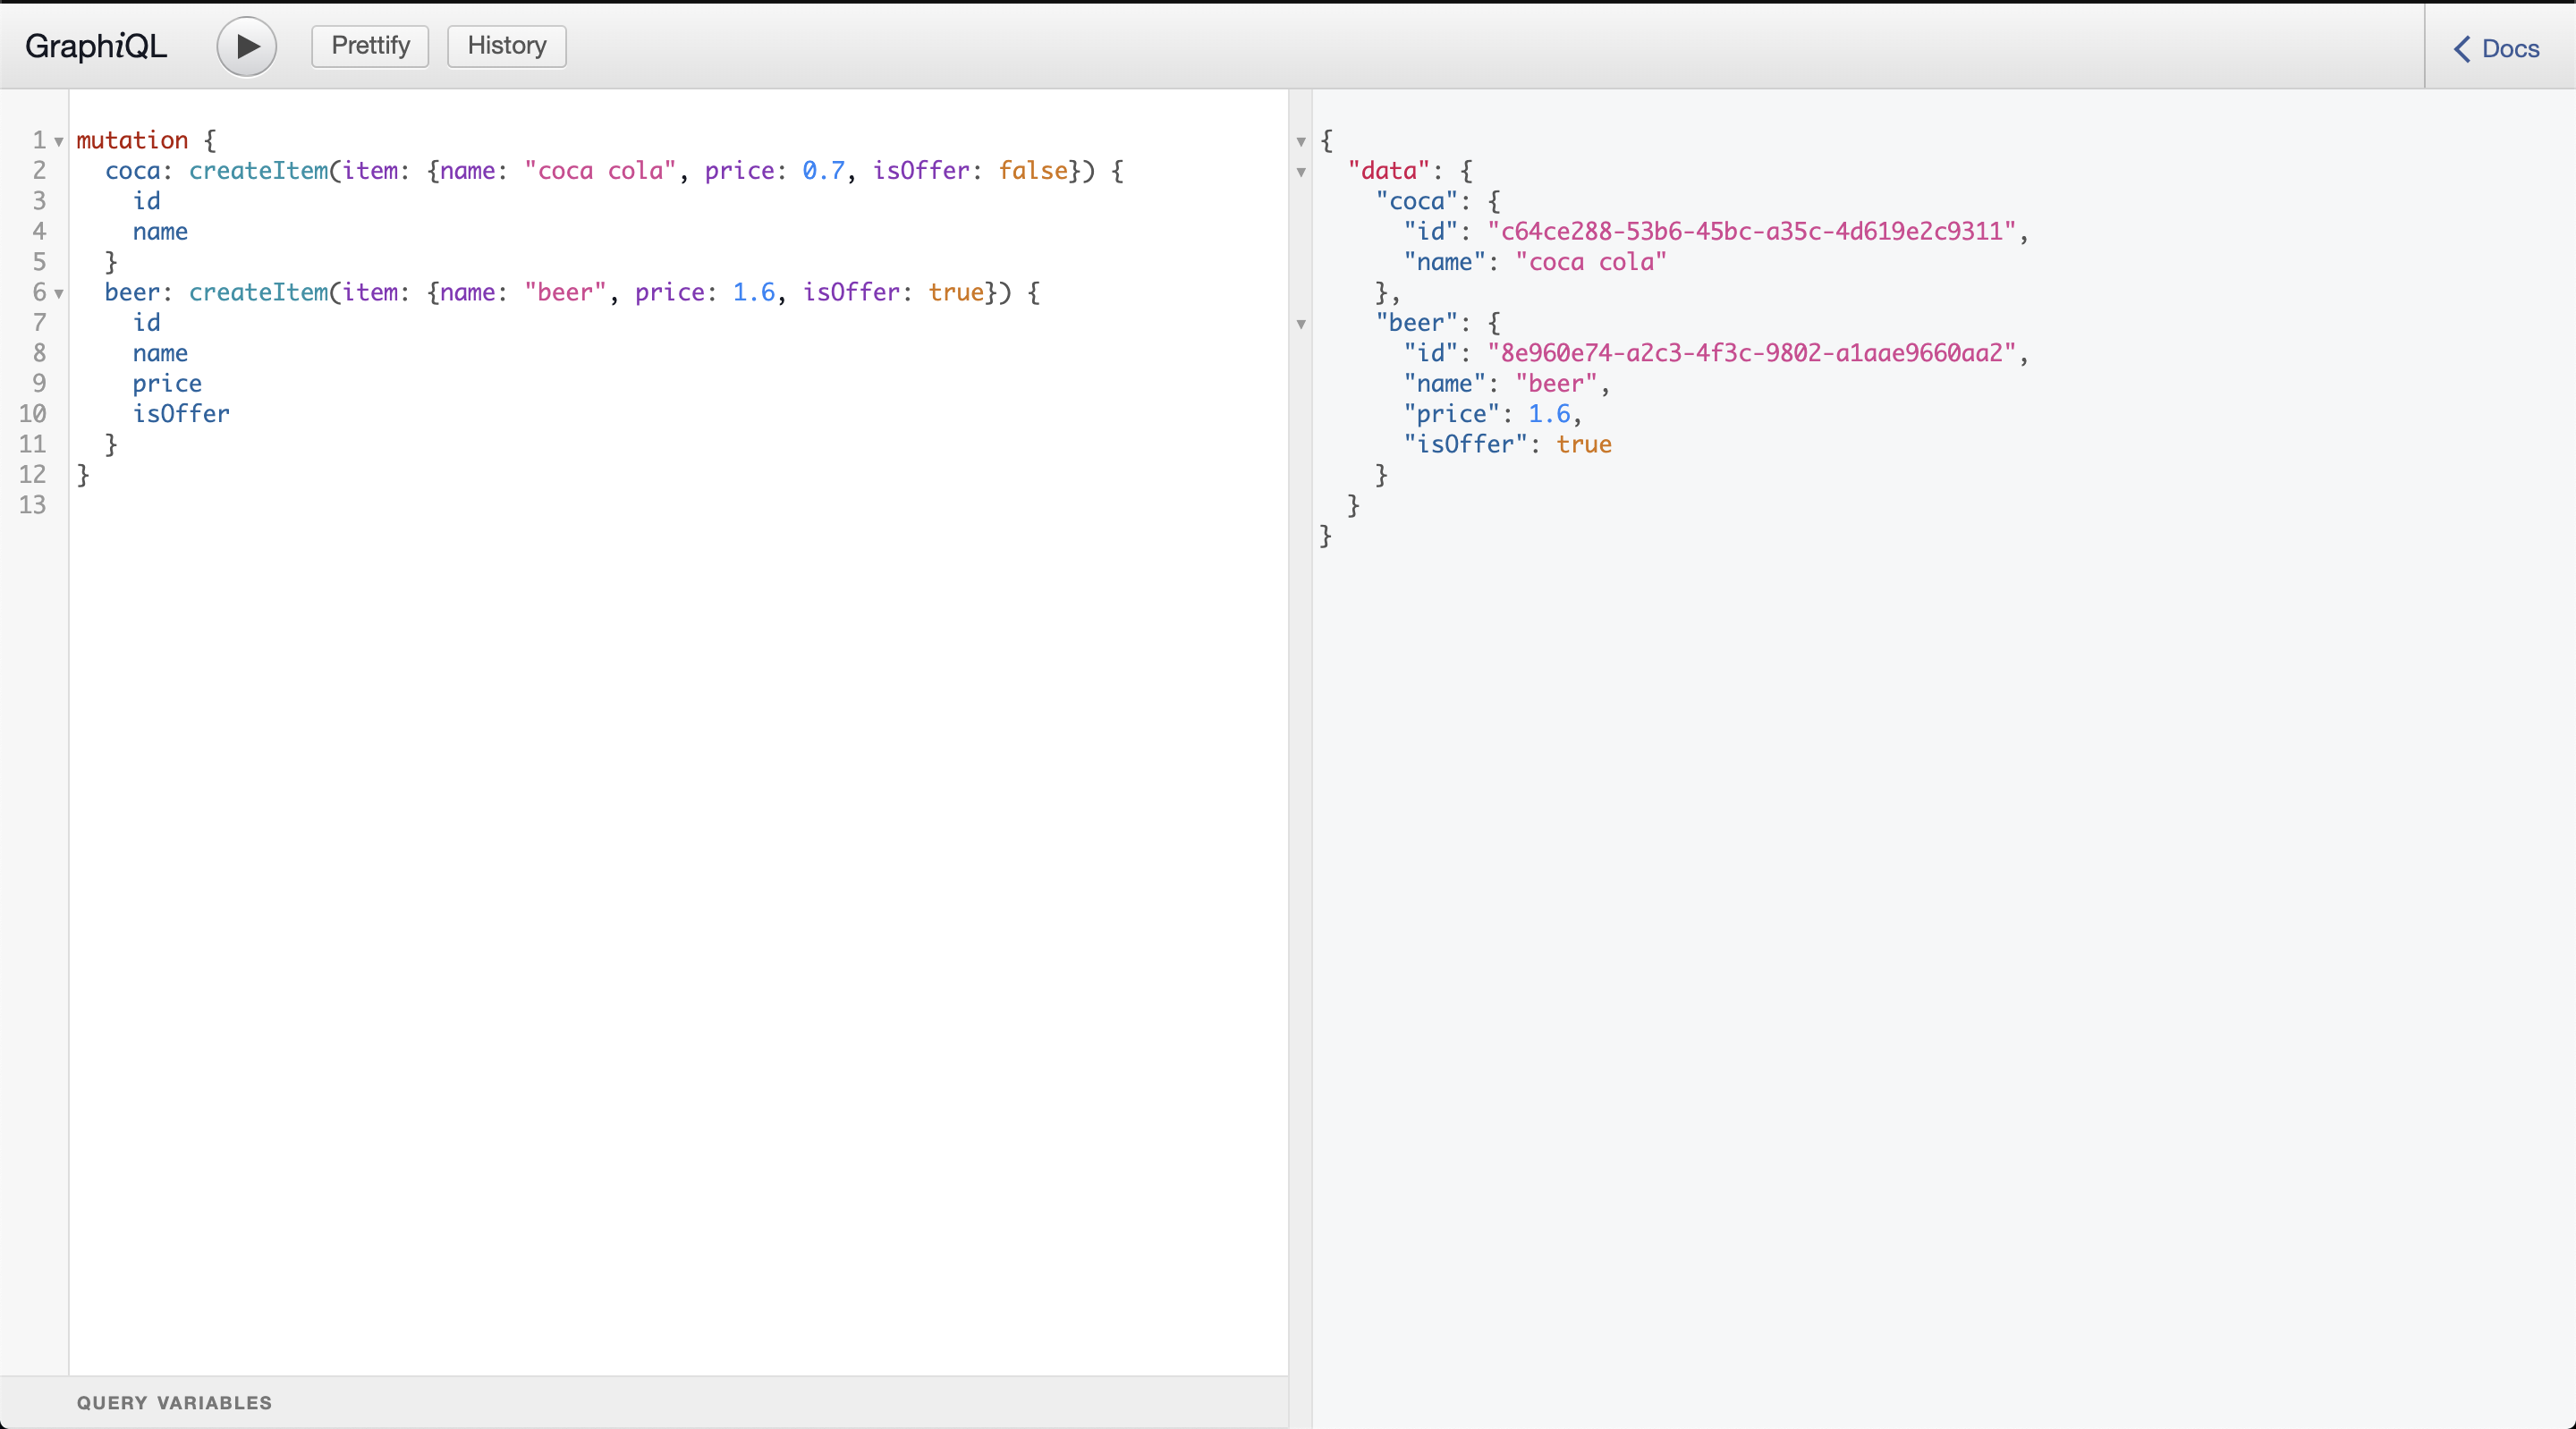 GraphiQL Prettify History Docs
1 mutation {
2   coca: createItem(item: {name: "coca cola", price: 0.7, isOffer: false}) {
3     id
4     name
5   }
6   beer: createItem(item: {name: "beer", price: 1.6, isOffer: true}) {
7     id
8     name
9     price
10     isOffer
11   }
12 }
13
QUERY VARIABLES
{
  "data": {
    "coca": {
      "id": "c64ce288-53b6-45bc-a35c-4d619e2c9311",
      "name": "coca cola"
    },
    "beer": {
      "id": "8e960e74-a2c3-4f3c-9802-a1aae9660aa2",
      "name": "beer",
      "price": 1.6,
      "isOffer": true
    }
  }
}